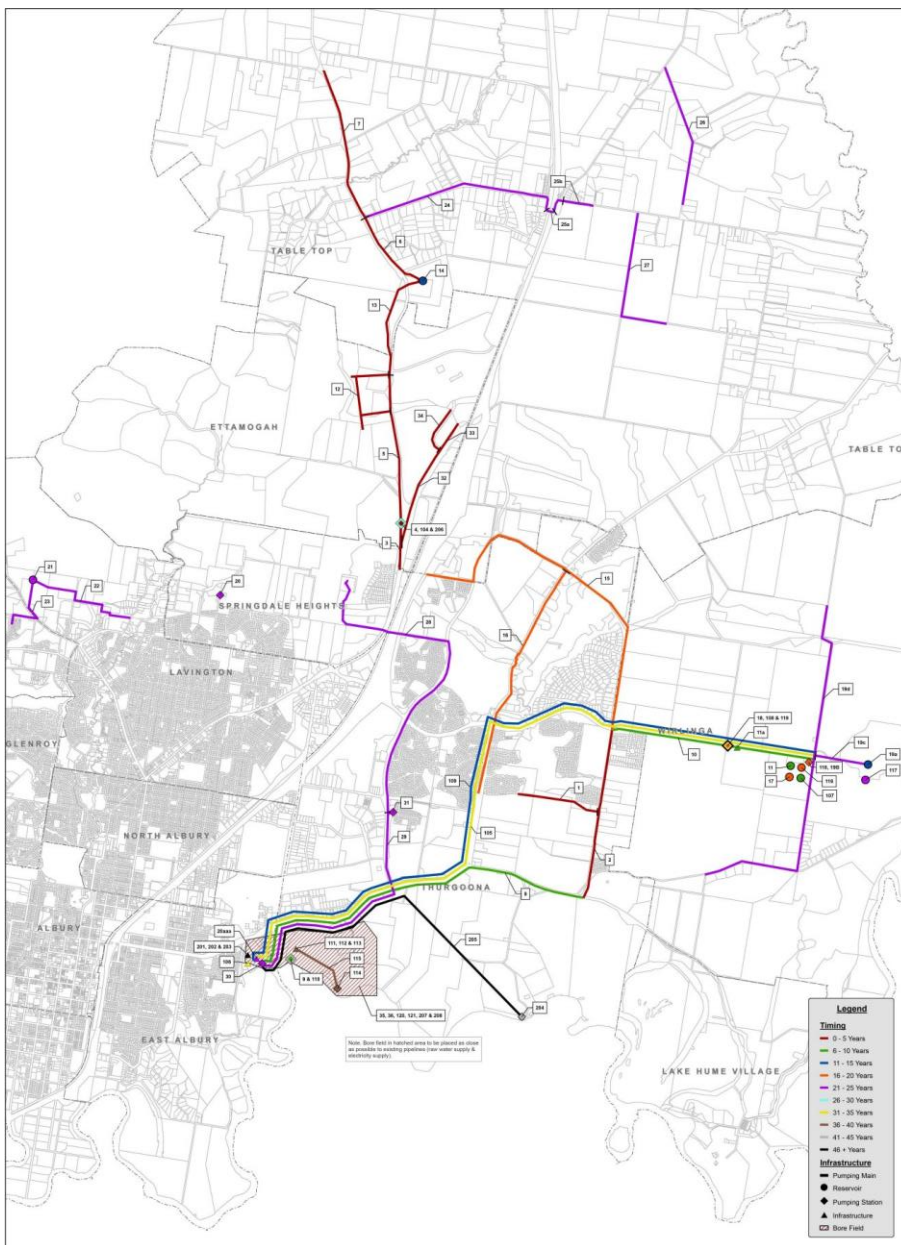 7
26
25b
24
25a
TABLE TOP
6
27
14
13
12
34
ETTAMOGAH
33
TABLE TO
5
32
4, 104 & 206
3
21
20
15
22
SPRINGDALE HEIGHTS
23
28
16
LAVINGTON
19d
18, 108 & 118
WIRLINGA
11a
GLENROY
19c
10
19a
11
116, 19B
109
119
117
17
107
1
31
NORTH ALBURY
105
29
2
THURGOONA
8
ALBURY
201, 202 & 203
111, 112 & 113
205
115
30
9 & 110
114
204
35, 36, 120, 121, 207 & 208
EAST ALBURY
Note. Bore field in hatched area to be placed as close
as possible to existing pipelines (raw water supply &
electricity supply).
LAKE HUME VILLAGE
Legend
Timing
0 - 5 Years
6 - 10 Years
11 - 15 Years
16 - 20 Years
21 - 25 Years
26 - 30 Years
31 - 35 Years
36 - 40 Years
41 - 45 Years
46 + Years
Infrastructure
Pumping Main
Reservoir
Pumping Station
Infrastructure
Bore Field